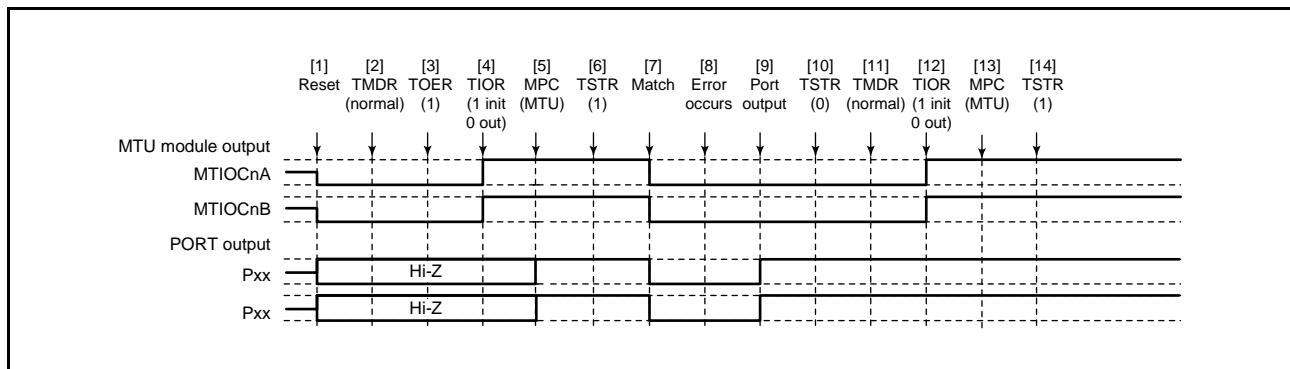 [1] [2] [3] [4] [5] [6] [7] [8] [9] [10] [11] [12] [13] [14]
Reset TMDR TOER TIOR MPC TSTR Match Error Port TSTR TMDR TIOR MPC TSTR
(normal) (1) (1 init (MTU) (1) occurs output (0) (normal) (1 init (MTU) (1)
0 out) 0 out)
MTU module output
MTIOCnA
MTIOCnB
PORT output
Pxx Hi-Z
Pxx Hi-Z